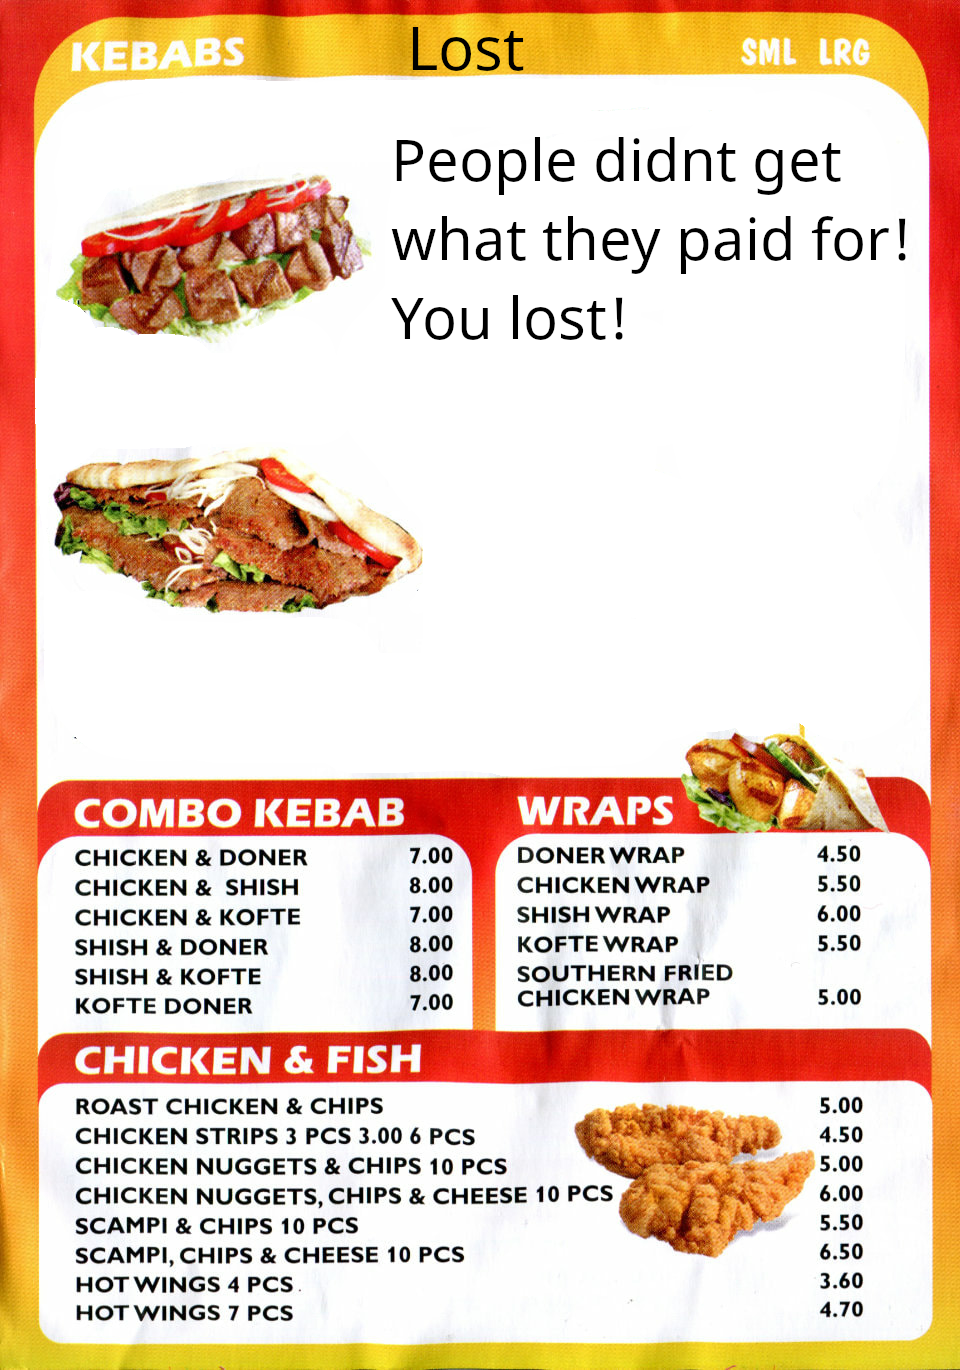 KEBABS Lost SML LRG
People didnt get
what they paid for!
You lost!
COMBO KEBAB
CHICKEN & DONER 7.00
CHICKEN & SHISH 8.00
CHICKEN & KOFTE 7.00
SHISH & DONER 8.00
SHISH & KOFTE 8.00
KOFTE DONER 7.00
WRAPS
DONER WRAP 4.50
CHICKEN WRAP 5.50
SHISH WRAP 6.00
KOFTE WRAP 5.50
SOUTHERN FRIED
CHICKEN WRAP 5.00
CHICKEN & FISH
ROAST CHICKEN & CHIPS 5.00
CHICKEN STRIPS 3 PCS 3.00 6 PCS 4.50
CHICKEN NUGGETS & CHIPS 10 PCS 5.00
CHICKEN NUGGETS, CHIPS & CHEESE 10 PCS 6.00
SCAMPI & CHIPS 10 PCS 5.50
SCAMPI, CHIPS & CHEESE 10 PCS 6.50
HOT WINGS 4 PCS 3.60
HOT WINGS 7 PCS 4.70